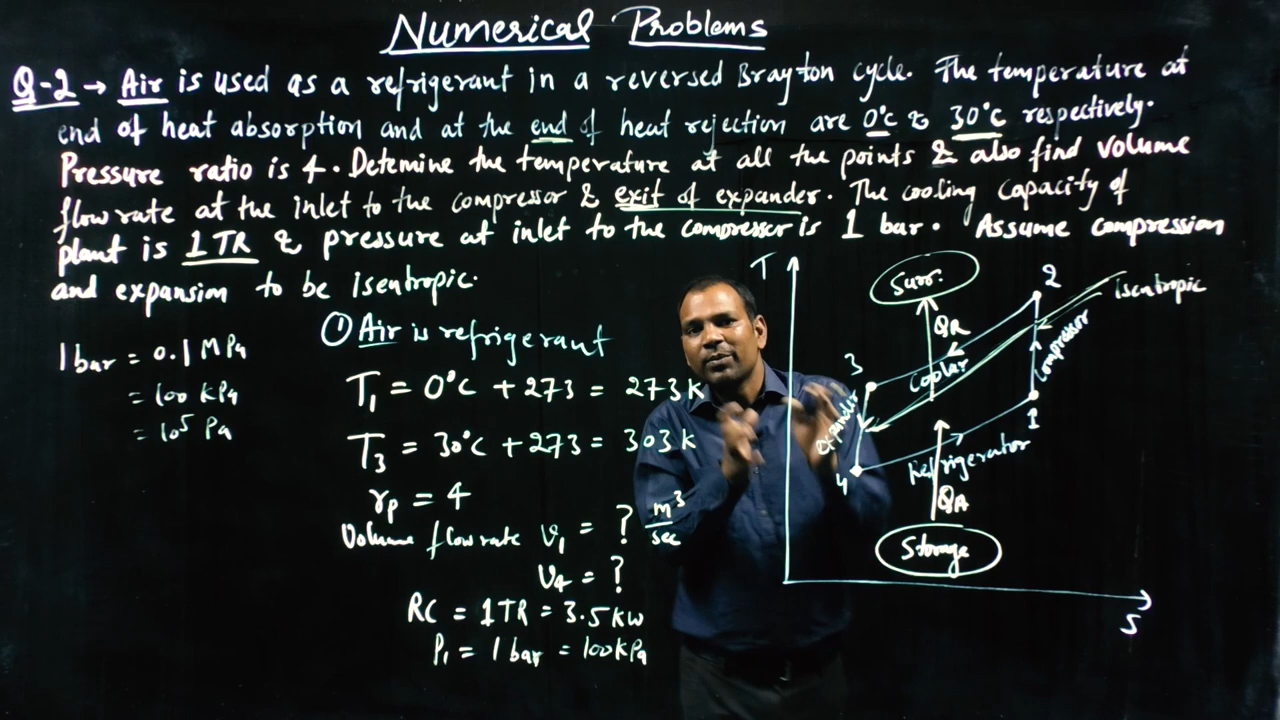 Numerical Problems
Q-2 → Air is used as a refrigerant in a reversed Brayton cycle. The temperature at
end of heat absorption and at the end of heat rejection are 0°c & 30°c respectively.
Pressure ratio is 4. Detemine the temperature at all the points & also find volume
flow rate at the inlet to the compressor & exit of expander. The cooling capacity of
plant is 1 TR & pressure at inlet to the compressor is 1 bar. Assume compression
and expansion to be isentropic.
1 bar = 0.1 MPa
= 100 kPa
= 10⁵ Pa
① Air is refrigerant
T₁ = 0°C + 273 = 273 K
T₃ = 30°C + 273 = 303 K
rp = 4
Volume flow rate v₁ = ? m³/sec
v₄ = ?
RC = 1TR = 3.5 kW
P₁ = 1 bar = 100 kPa
T
Surr.
2
Isentropic
QR
Compressor
3
Cooler
Expander
1
Refrigerator
4
QA
Storage
S